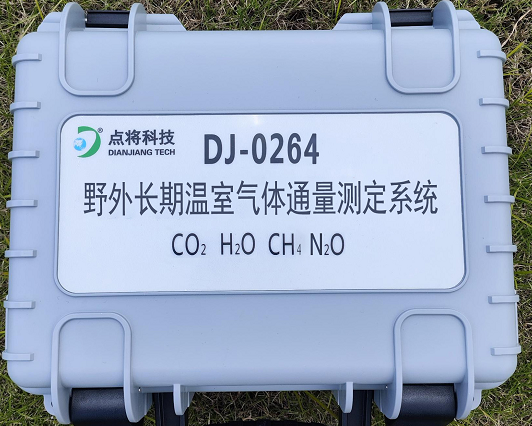 点将科技® DJ-0264
DIANJIANG TECH
野外长期温室气体通量测定系统
CO₂ H₂O CH₄ N₂O